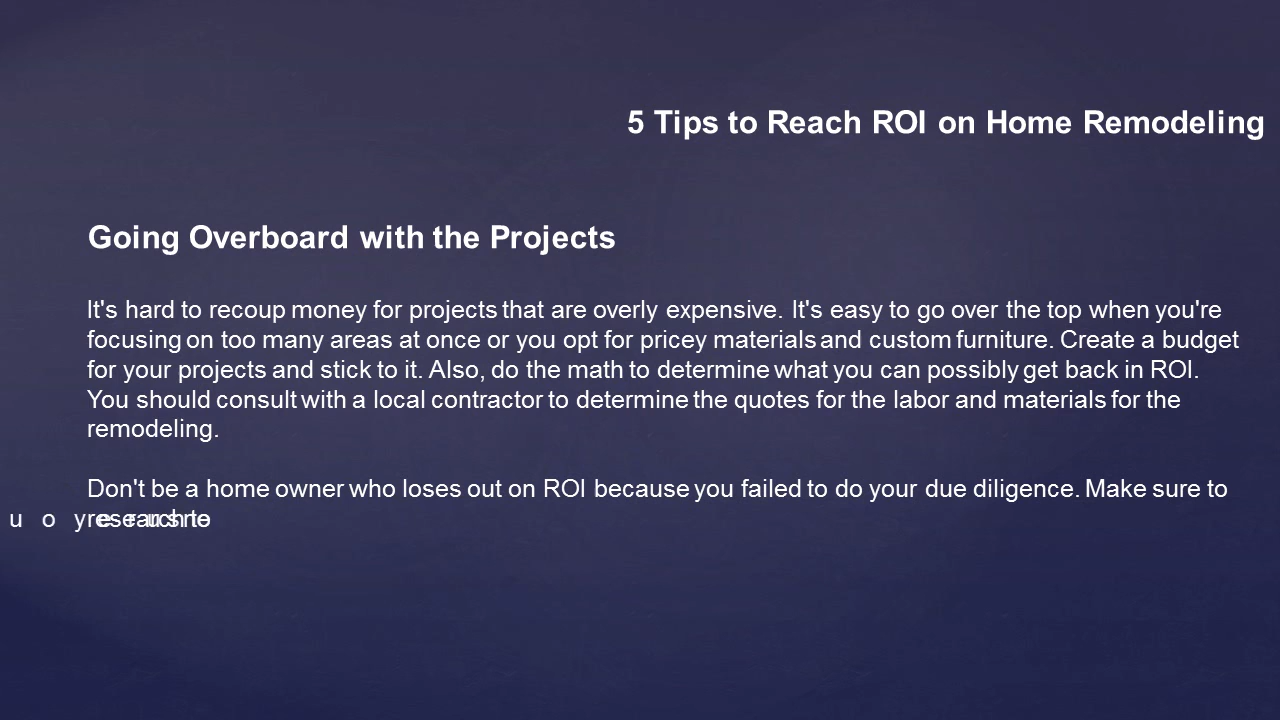 5 Tips to Reach ROI on Home Remodeling
Going Overboard with the Projects
It's hard to recoup money for projects that are overly expensive. It's easy to go over the top when you're
focusing on too many areas at once or you opt for pricey materials and custom furniture. Create a budget
for your projects and stick to it. Also, do the math to determine what you can possibly get back in ROI.
You should consult with a local contractor to determine the quotes for the labor and materials for the
remodeling.
Don't be a home owner who loses out on ROI because you failed to do your due diligence. Make sure to
research to